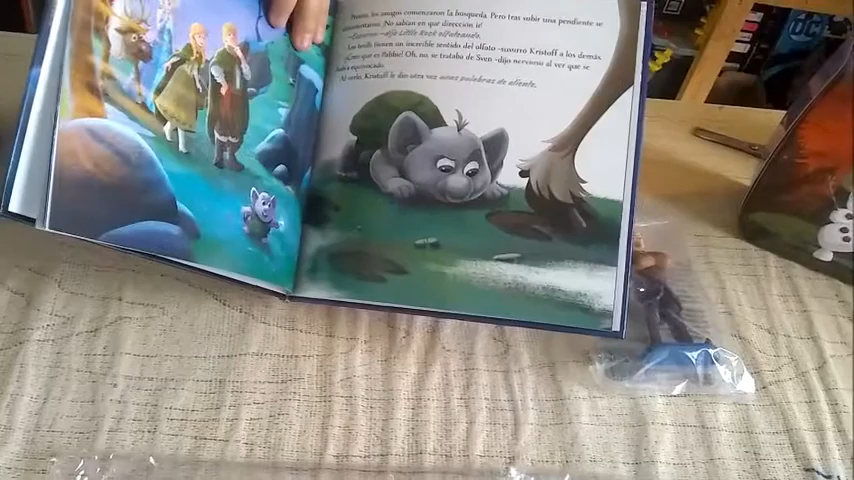 Pronto, los amigos comenzaron la búsqueda. Pero tras subir una pendiente se
desorientaron. ¡No sabían en qué dirección ir!
dijo Little Rock olfateando.
Los trolls tienen un increíble sentido del olfato -susurró Kristoff a los demás.
¡Creo que es Pabbie! Oh, no, se trataba de Sven -dijo nervioso al ver que se
había equivocado.
Al verlo, Kristoff le dio otra vez unas palabras de aliente.